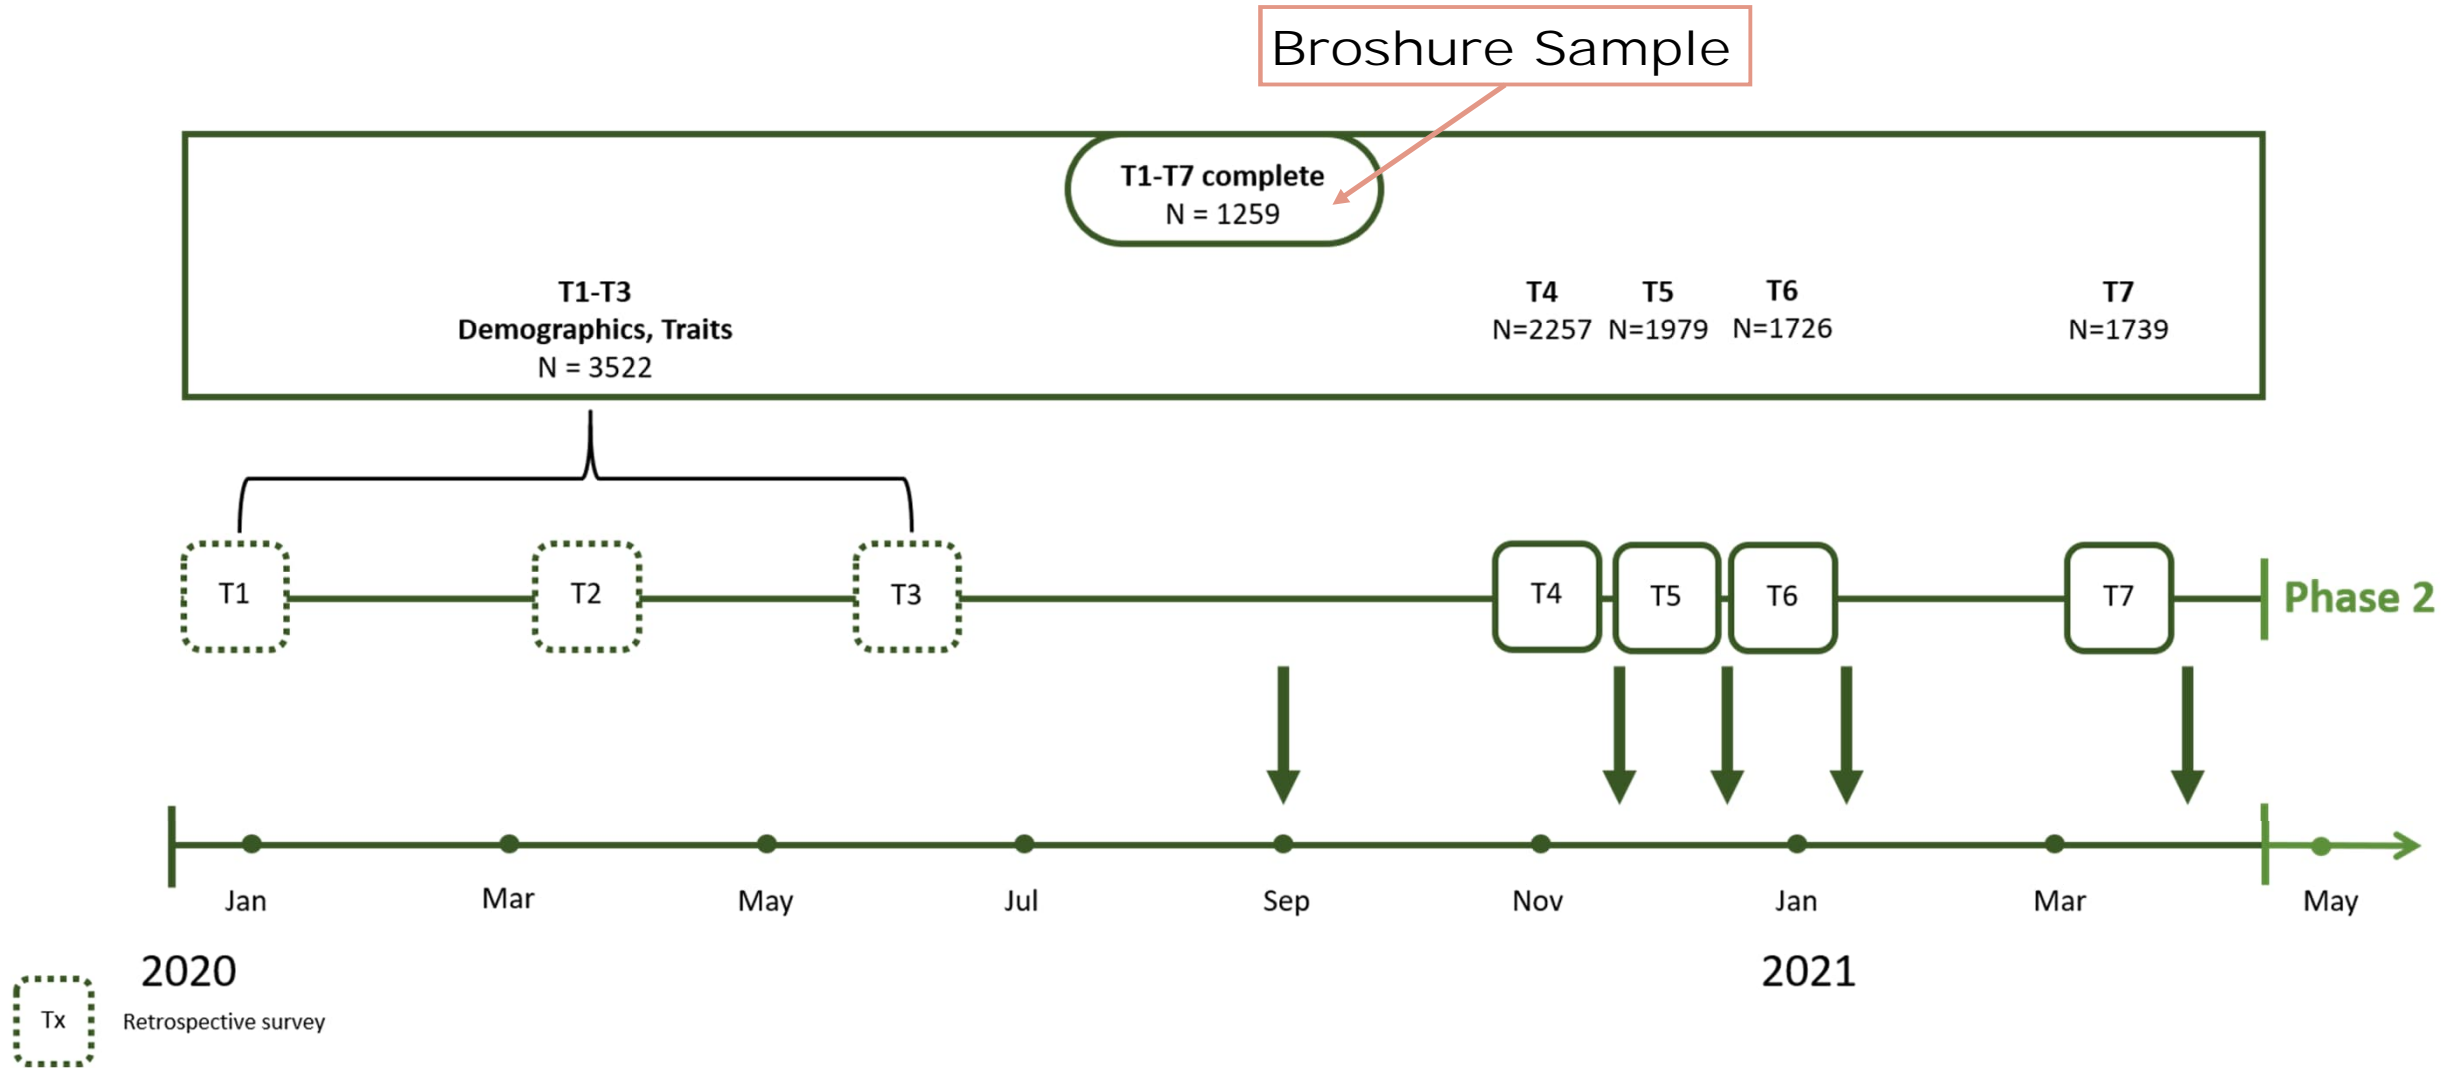 Broshure Sample
T1-T7 complete
N = 1259
T1-T3
Demographics, Traits
N = 3522
T4
N=2257
T5
N=1979
T6
N=1726
T7
N=1739
T1
T2
T3
T4
T5
T6
T7
Phase 2
Jan
Mar
May
Jul
Sep
Nov
Jan
Mar
May
2020
2021
Tx
Retrospective survey